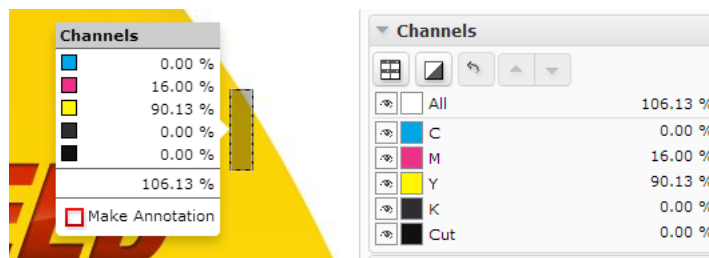 Channels
0.00 %
16.00 %
90.13 %
0.00 %
0.00 %
106.13 %
Make Annotation
ELD
Channels
All 106.13 %
C 0.00 %
M 16.00 %
Y 90.13 %
K 0.00 %
Cut 0.00 %